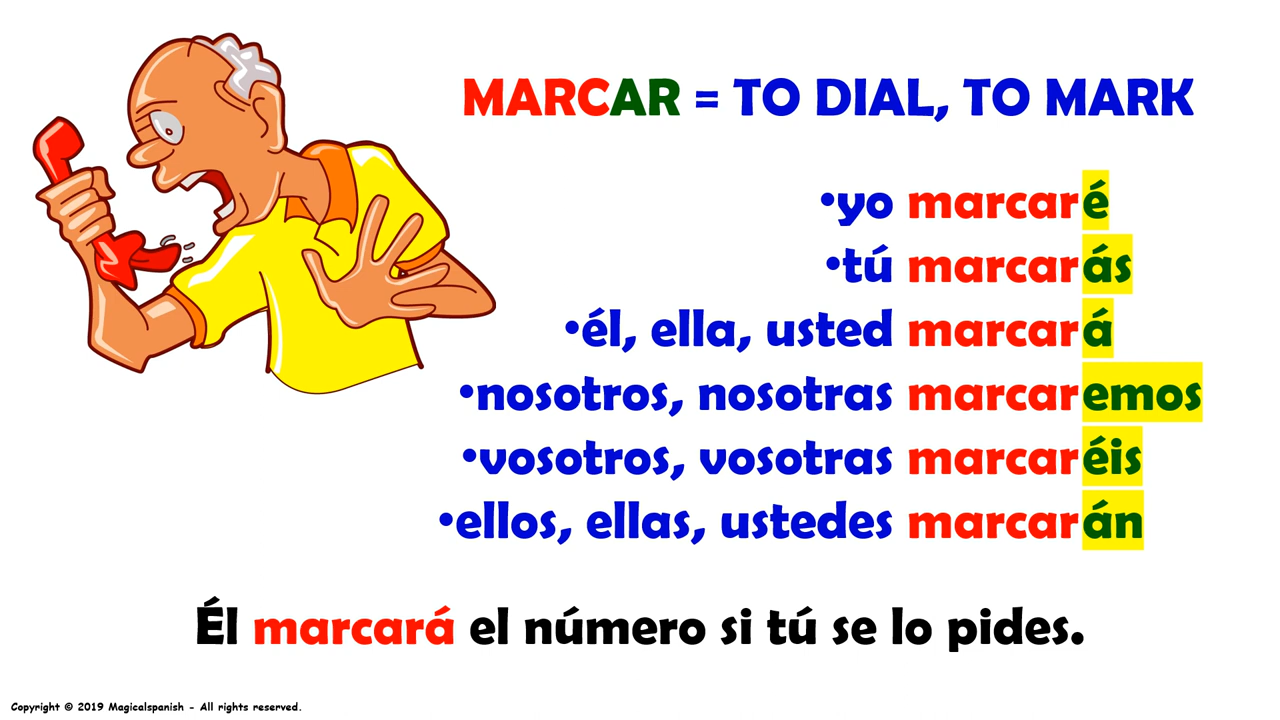 MARCAR = TO DIAL, TO MARK
•yo marcaré
•tú marcarás
•él, ella, usted marcará
•nosotros, nosotras marcaremos
•vosotros, vosotras marcaréis
•ellos, ellas, ustedes marcarán
Él marcará el número si tú se lo pides.
Copyright © 2019 Magicalspanish - All rights reserved.